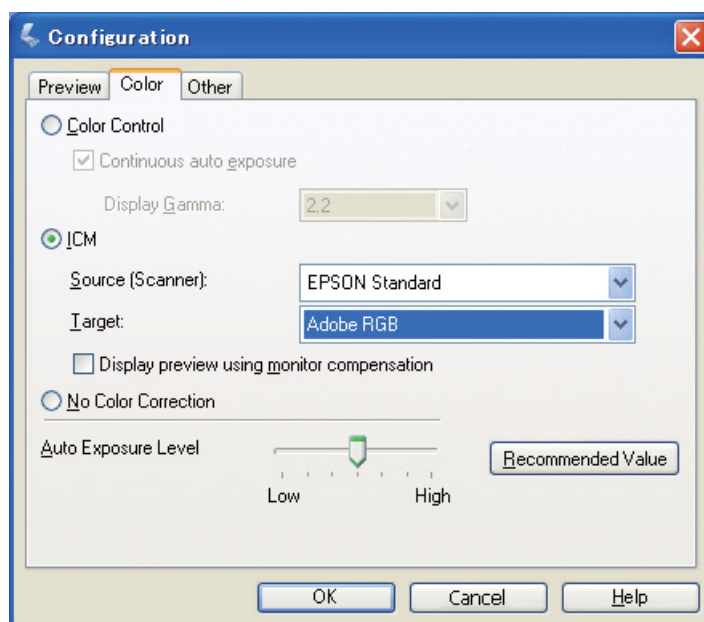 Configuration
Preview Color Other
Color Control
Continuous auto exposure
Display Gamma: 2.2
ICM
Source (Scanner): EPSON Standard
Target: Adobe RGB
Display preview using monitor compensation
No Color Correction
Auto Exposure Level
Recommended Value
Low High
OK Cancel Help